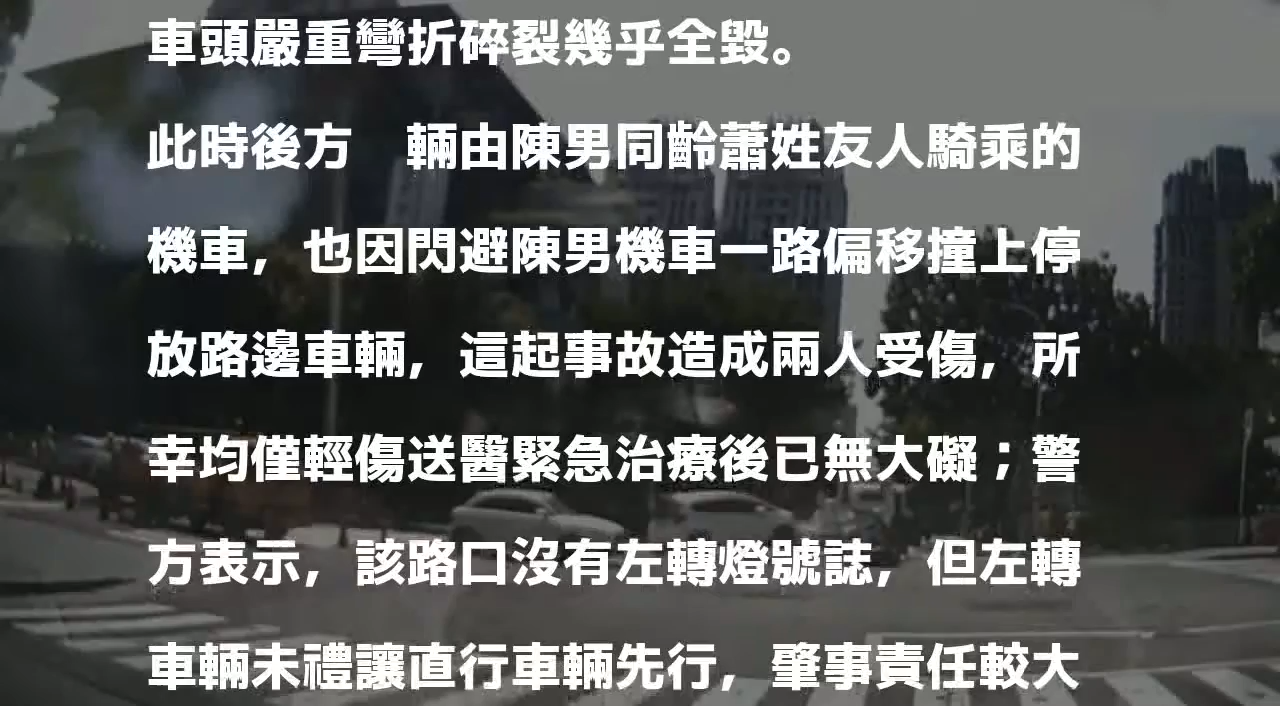 車頭嚴重彎折碎裂幾乎全毀。
此時後方　輛由陳男同齡蕭姓友人騎乘的
機車，也因閃避陳男機車一路偏移撞上停
放路邊車輛，這起事故造成兩人受傷，所
幸均僅輕傷送醫緊急治療後已無大礙；警
方表示，該路口沒有左轉燈號誌，但左轉
車輛未禮讓直行車輛先行，肇事責任較大